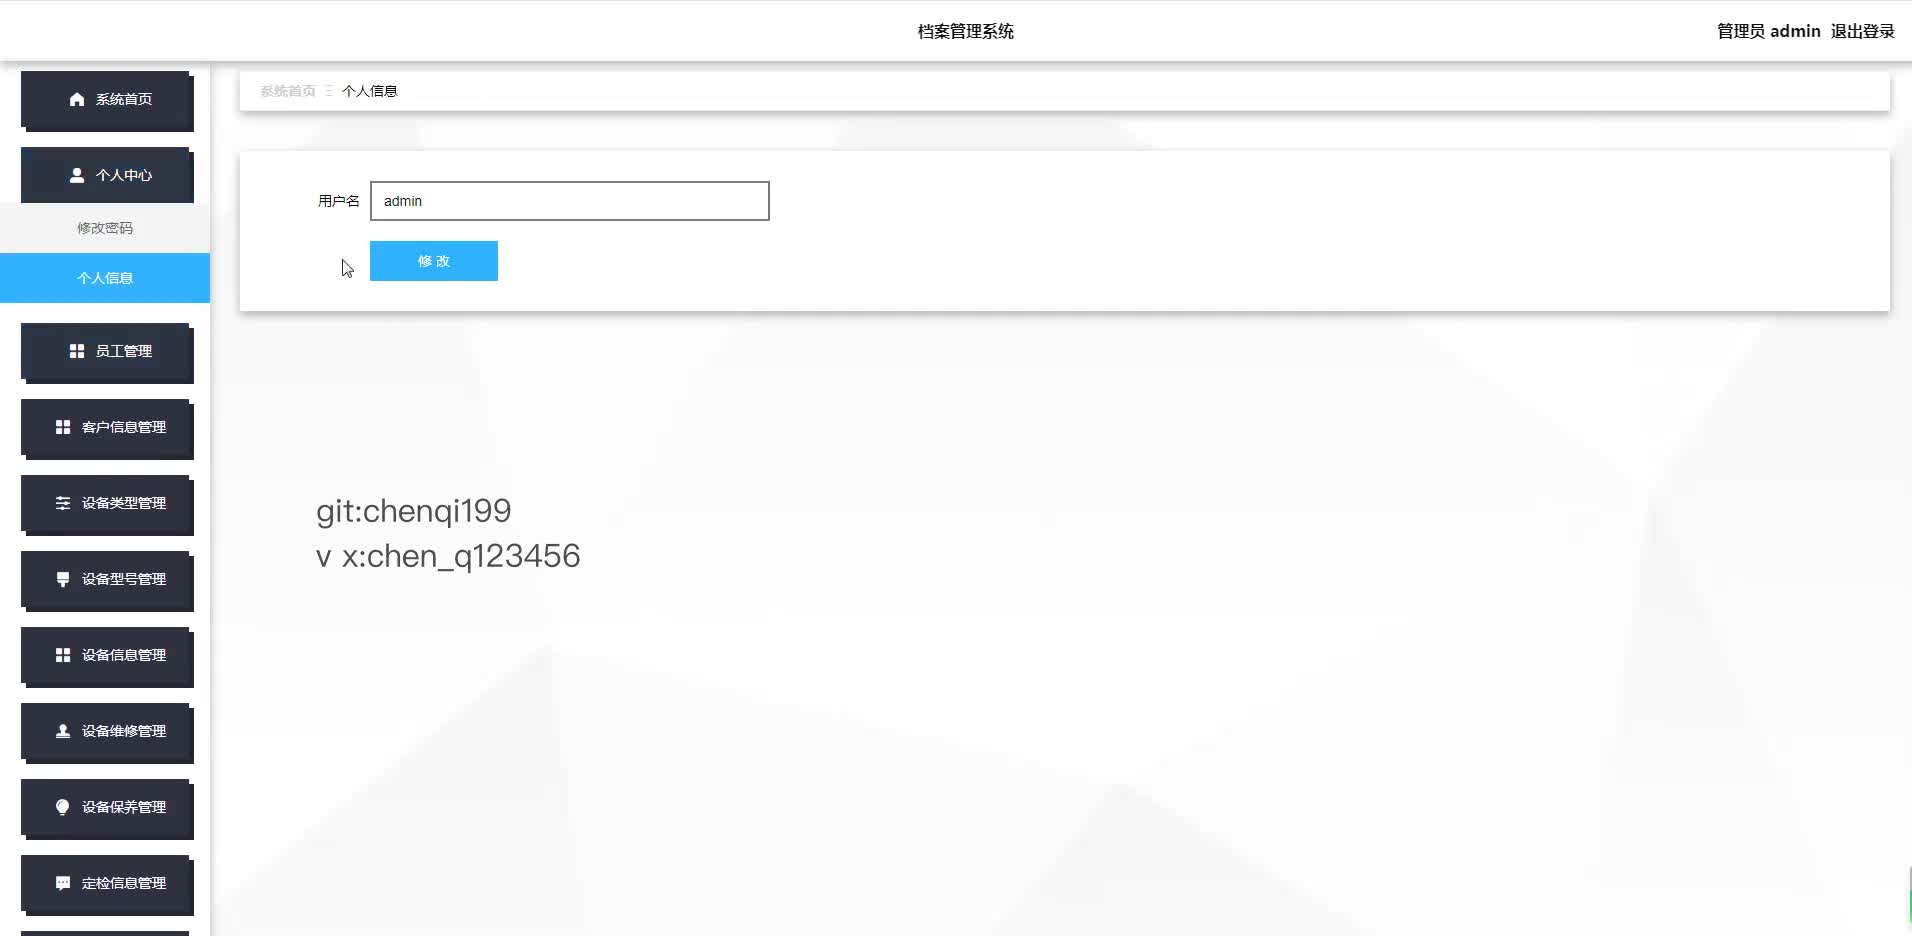 档案管理系统
管理员 admin 退出登录
系统首页
个人中心
修改密码
个人信息
员工管理
客户信息管理
设备类型管理
设备型号管理
设备信息管理
设备维修管理
设备保养管理
定检信息管理
系统首页 个人信息
用户名 admin
修 改
git:chenqi199
v x:chen_q123456